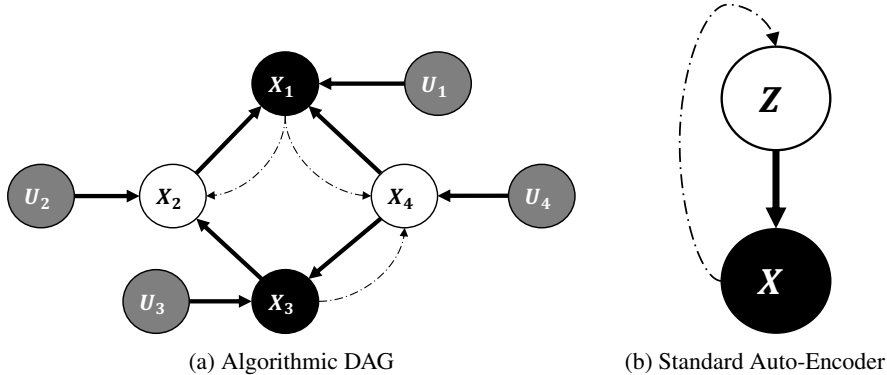 X₁
U₁
U₂
X₂
X₄
U₄
U₃
X₃
(a) Algorithmic DAG
Z
X
(b) Standard Auto-Encoder